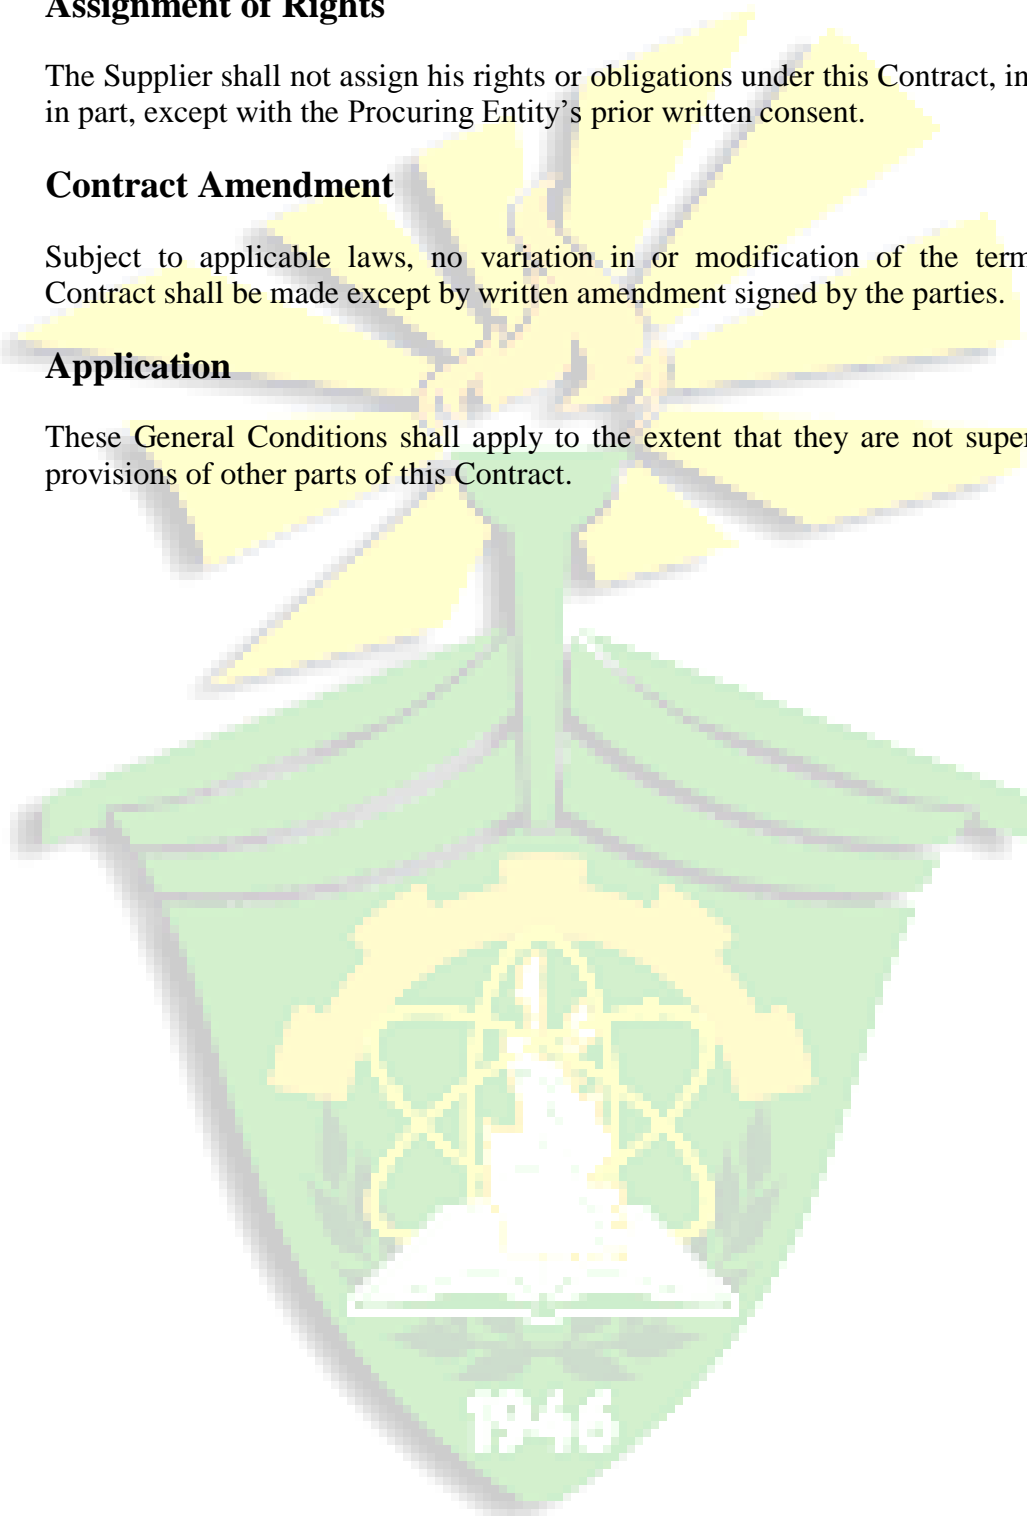 Assignment of Rights
The Supplier shall not assign his rights or obligations under this Contract, in
in part, except with the Procuring Entity's prior written consent.
Contract Amendment
Subject to applicable laws, no variation in or modification of the term
Contract shall be made except by written amendment signed by the parties.
Application
These General Conditions shall apply to the extent that they are not super
provisions of other parts of this Contract.
1946